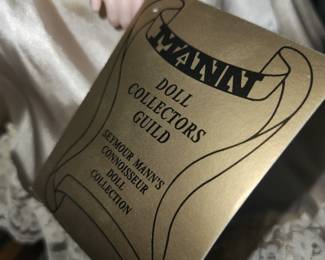 MANN
DOLL
COLLECTORS
GUILD
SEYMOUR MANN'S
CONNOISSEUR
DOLL
COLLECTION